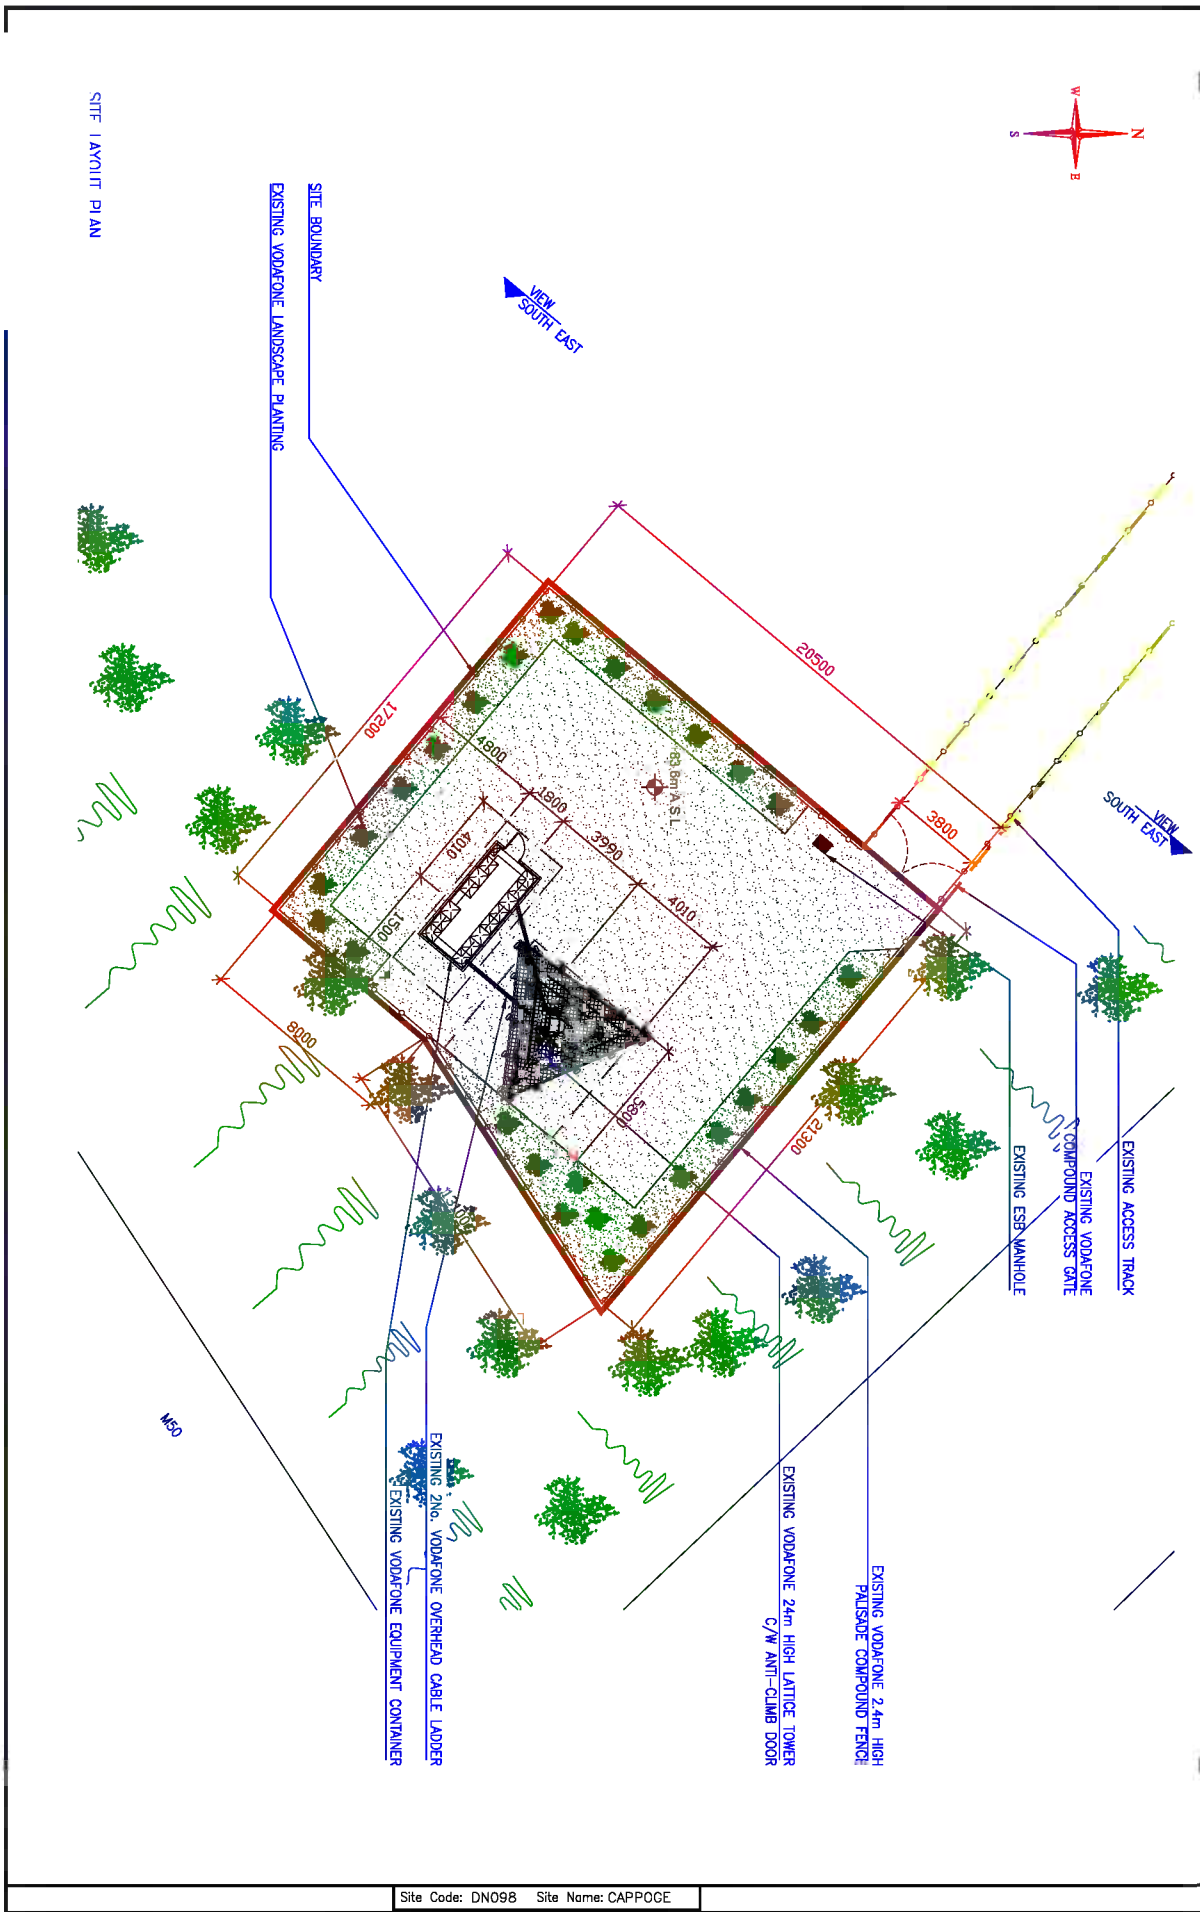 SITE LAYOUT PLAN
N
S
W
E
SITE BOUNDARY
EXISTING VODAFONE LANDSCAPE PLANTING
VIEW
SOUTH EAST
VIEW
SOUTH EAST
20500
17200
4800
1800
3990
4010
4010
1500
83.6m A.S.L.
3800
8000
5800
21300
EXISTING ACCESS TRACK
EXISTING VODAFONE
COMPOUND ACCESS GATE
EXISTING ESB MANHOLE
EXISTING VODAFONE 2.4m HIGH
PALISADE COMPOUND FENCE
EXISTING VODAFONE 24m HIGH LATTICE TOWER
C/W ANTI-CLIMB DOOR
EXISTING 2No. VODAFONE OVERHEAD CABLE LADDER
EXISTING VODAFONE EQUIPMENT CONTAINER
M50
Site Code: DN098 Site Name: CAPPOGE